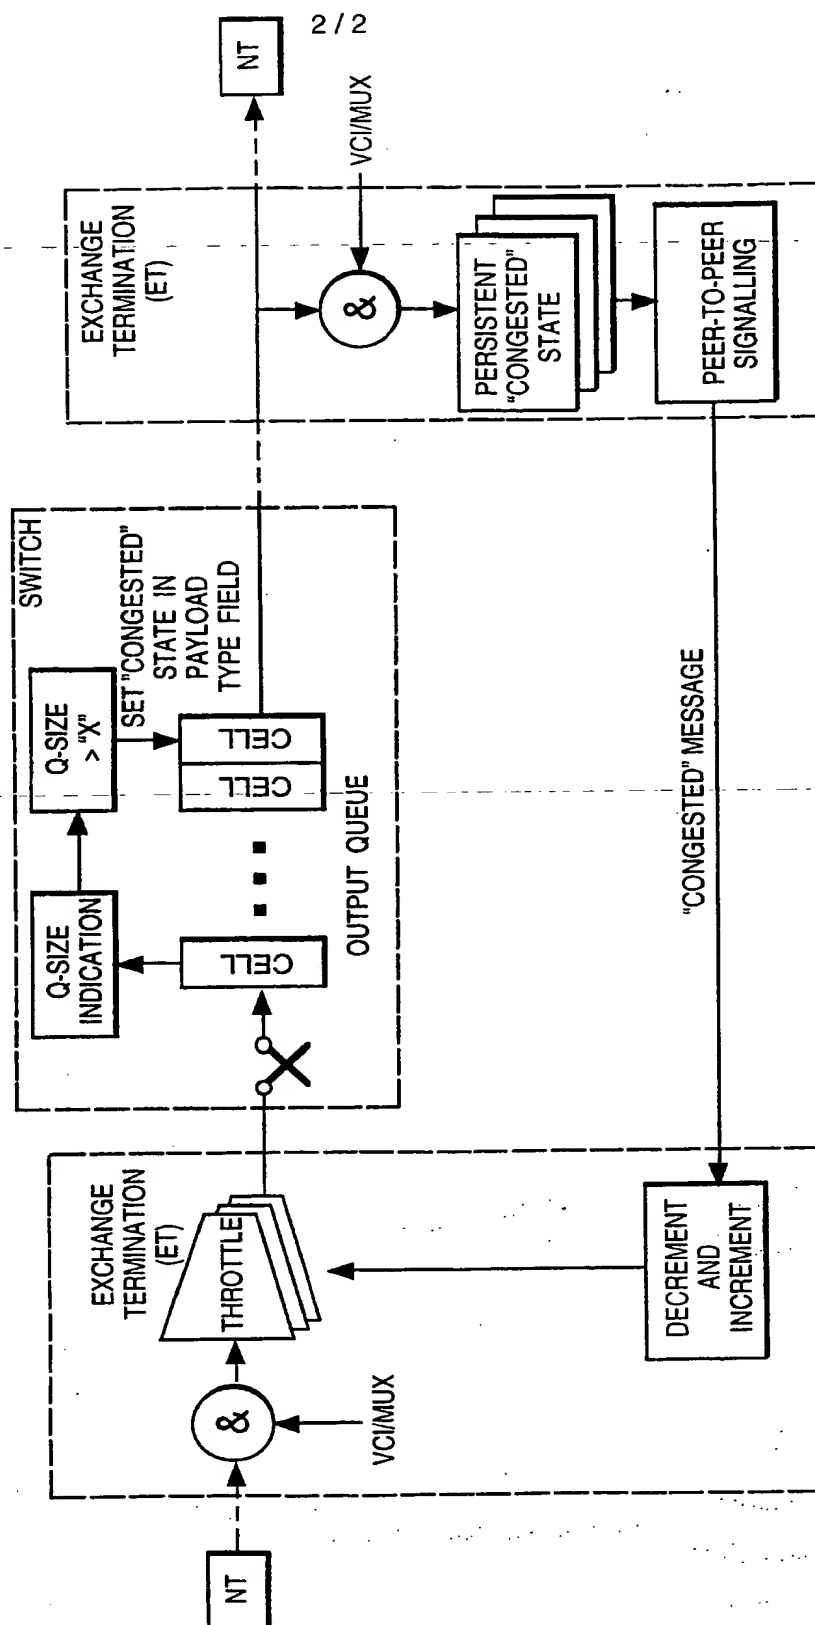 2/2
NT
EXCHANGE
TERMINATION
(ET)
&
VCI/MUX
THROTTLE
DECREMENT
AND
INCREMENT
SWITCH
Q-SIZE
INDICATION
Q-SIZE
> "X"
SET "CONGESTED"
STATE IN
PAYLOAD
TYPE FIELD
CELL
CELL
CELL
OUTPUT QUEUE
"CONGESTED" MESSAGE
EXCHANGE
TERMINATION
(ET)
&
VCI/MUX
PERSISTENT
"CONGESTED"
STATE
PEER-TO-PEER
SIGNALLING
NT